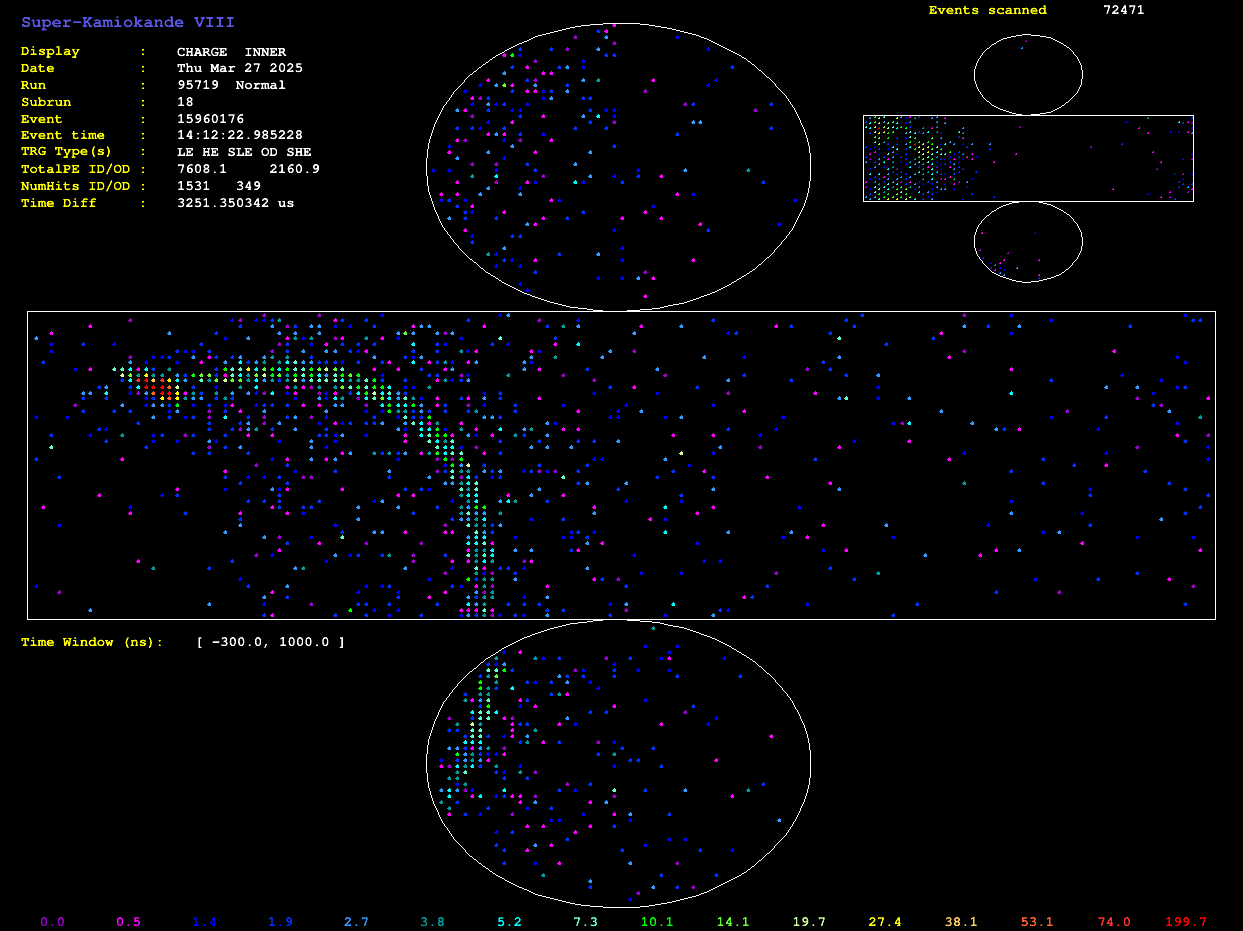 Super-Kamiokande VIII
Events scanned 72471
Display : CHARGE INNER
Date : Thu Mar 27 2025
Run : 95719 Normal
Subrun : 18
Event : 15960176
Event time : 14:12:22.985228
TRG Type(s) : LE HE SLE OD SHE
TotalPE ID/OD : 7608.1 2160.9
NumHits ID/OD : 1531 349
Time Diff : 3251.350342 us
Time Window (ns): [ -300.0, 1000.0 ]
0.0 0.5 1.4 1.9 2.7 3.8 5.2 7.3 10.1 14.1 19.7 27.4 38.1 53.1 74.0 199.7